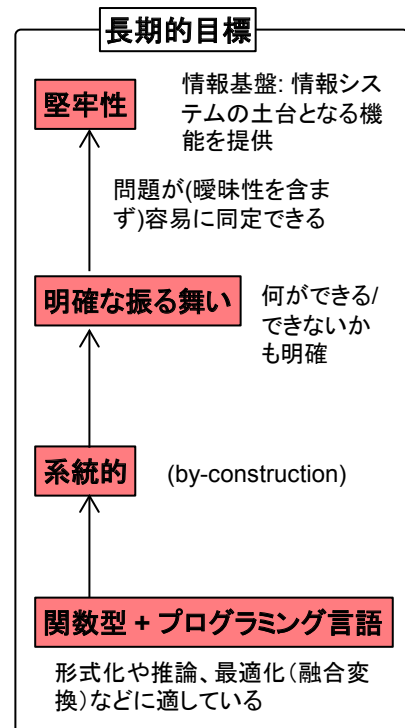 長期的目標
堅牢性
情報基盤: 情報シス
テムの土台となる機
能を提供
問題が(曖昧性を含ま
ず)容易に同定できる
明確な振る舞い
何ができる/
できないか
も明確
系統的
(by-construction)
関数型 + プログラミング言語
形式化や推論、最適化（融合変
換）などに適している